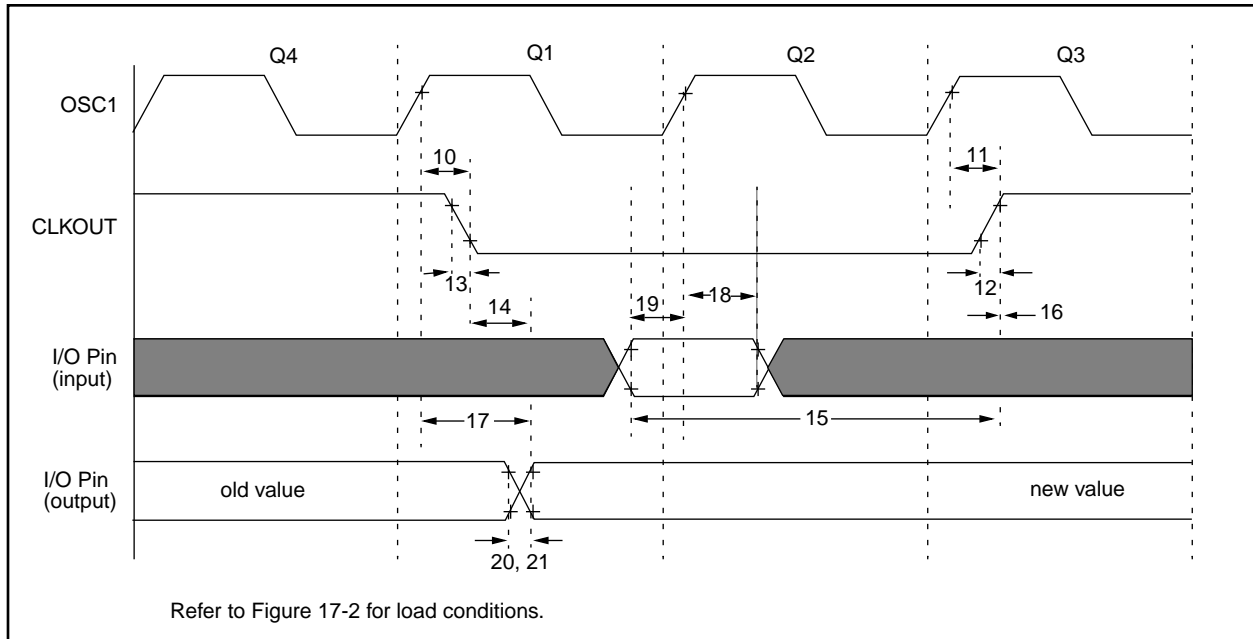 Q4 Q1 Q2 Q3
OSC1
10 11
CLKOUT
13 12
14 19 18 16
I/O Pin
(input)
17 15
I/O Pin
(output)
old value new value
20, 21
Refer to Figure 17-2 for load conditions.